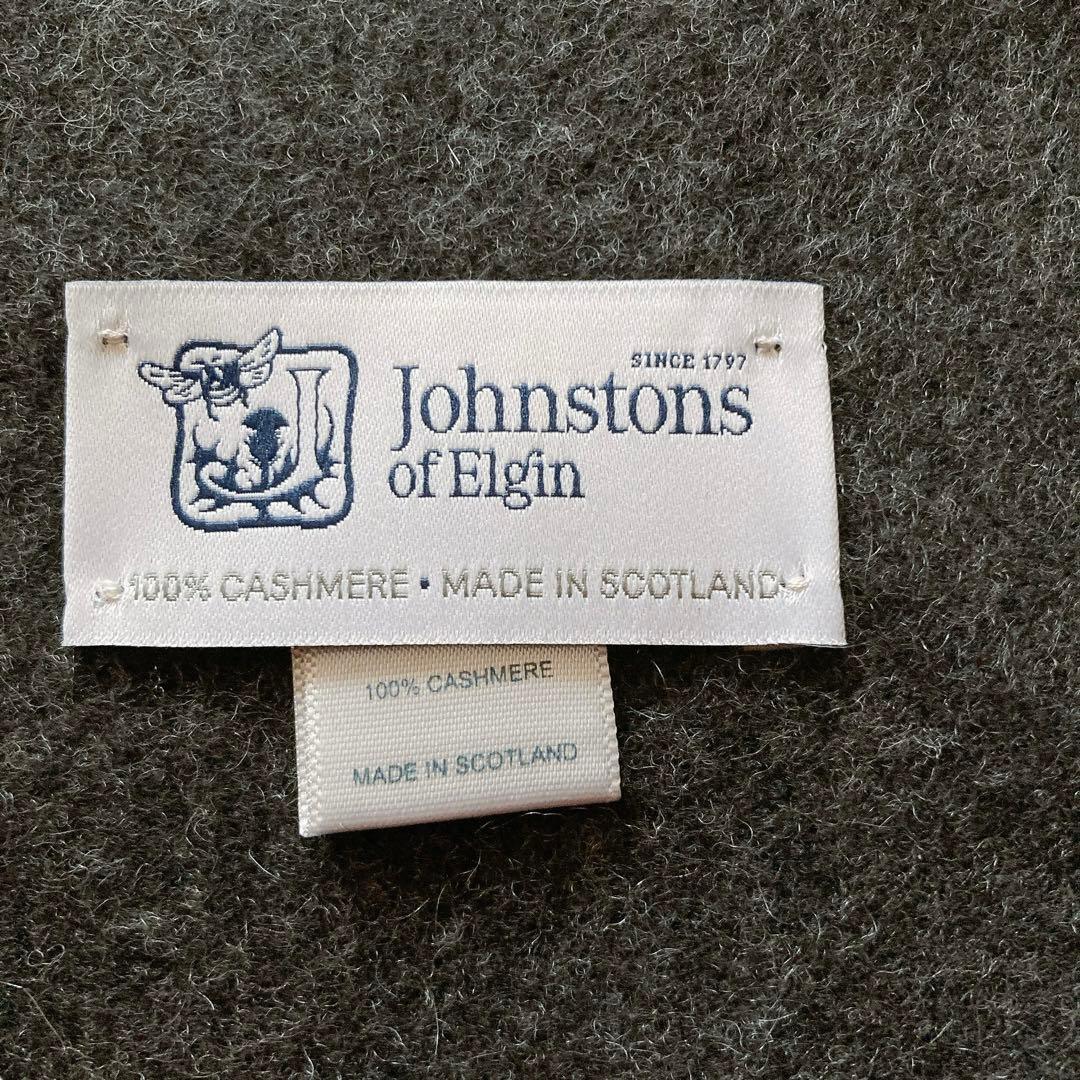 SINCE 1797
Johnstons
of Elgin
100% CASHMERE • MADE IN SCOTLAND
100% CASHMERE
MADE IN SCOTLAND